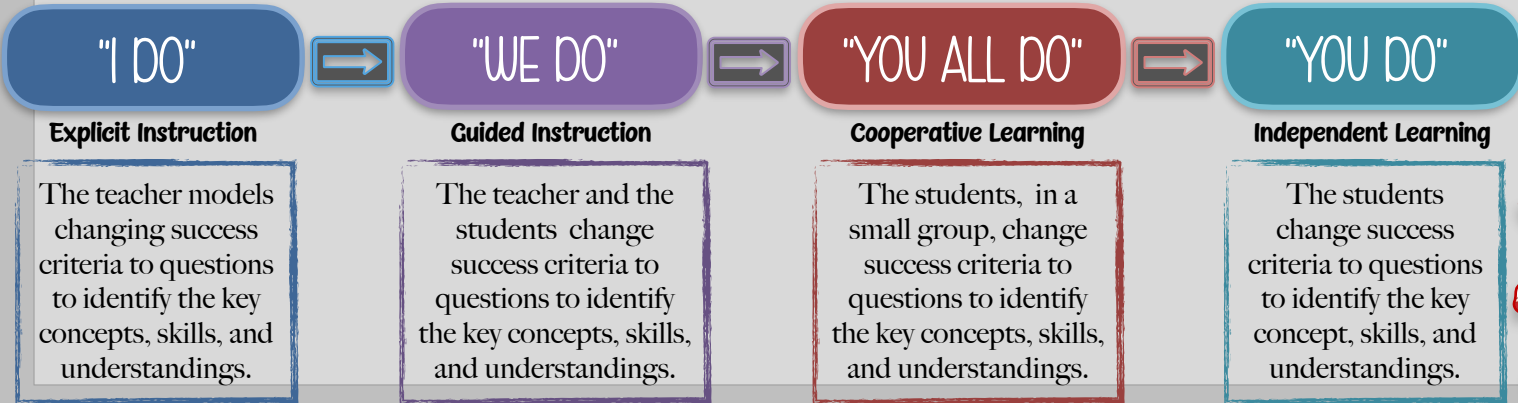 "I DO"
"WE DO"
"YOU ALL DO"
"YOU DO"
Explicit Instruction
Guided Instruction
Cooperative Learning
Independent Learning
The teacher models
changing success
criteria to questions
to identify the key
concepts, skills, and
understandings.
The teacher and the
students change
success criteria to
questions to identify
the key concepts, skills,
and understandings.
The students, in a
small group, change
success criteria to
questions to identify
the key concepts, skills,
and understandings.
The students
change success
criteria to questions
to identify the key
concept, skills, and
understandings.